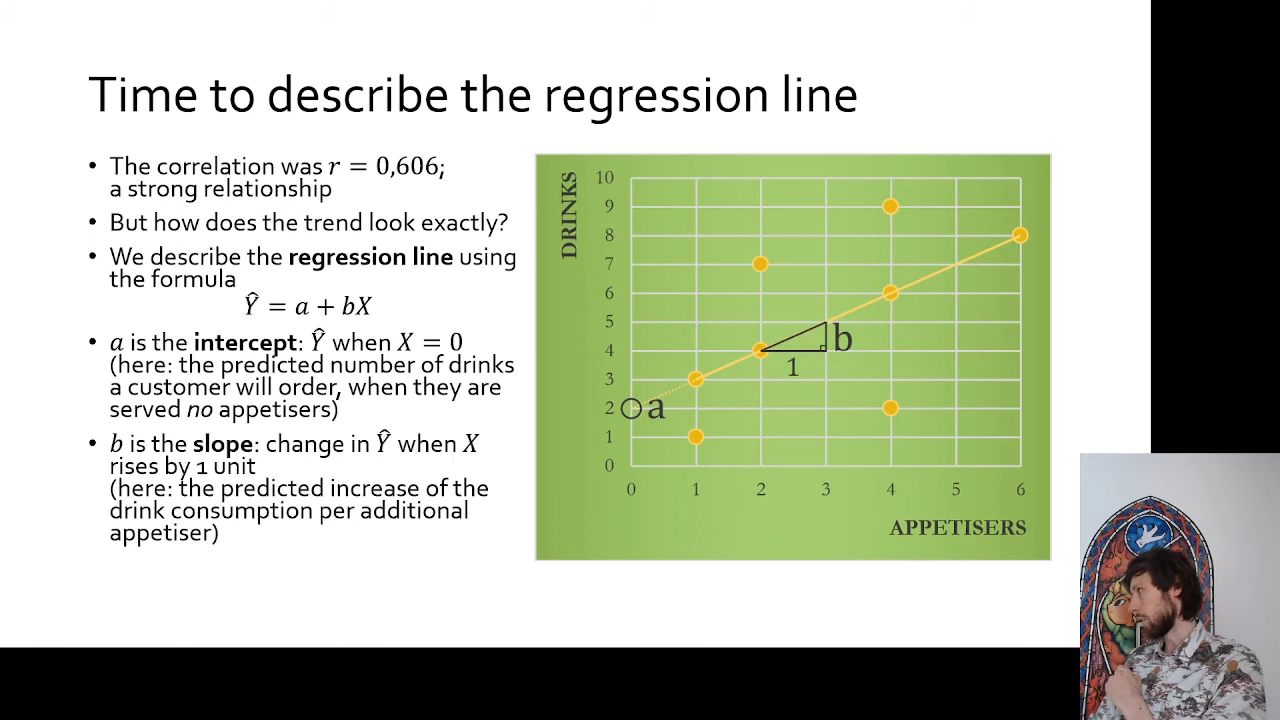 Time to describe the regression line
• The correlation was r = 0,606;
a strong relationship
• But how does the trend look exactly?
• We describe the regression line using
the formula
Ŷ = a + bX
• a is the intercept: Ŷ when X = 0
(here: the predicted number of drinks
a customer will order, when they are
served no appetisers)
• b is the slope: change in Ŷ when X
rises by 1 unit
(here: the predicted increase of the
drink consumption per additional
appetiser)
DRINKS
10
9
8
7
6
5
4
3
2
1
0
b
1
a
0 1 2 3 4 5 6
APPETISERS